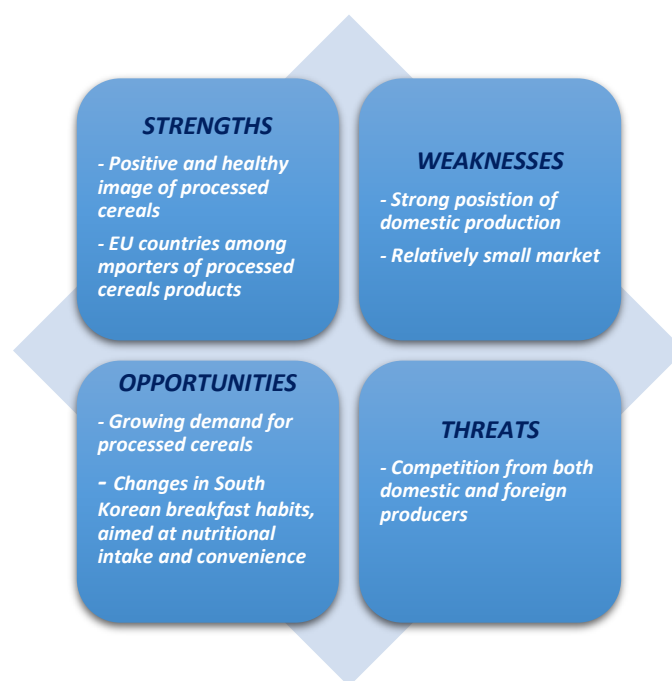 STRENGTHS
- Positive and healthy
image of processed
cereals
- EU countries among
mporters of processed
cereals products
WEAKNESSES
- Strong posistion of
domestic production
- Relatively small market
OPPORTUNITIES
- Growing demand for
processed cereals
- Changes in South
Korean breakfast habits,
aimed at nutritional
intake and convenience
THREATS
- Competition from both
domestic and foreign
producers